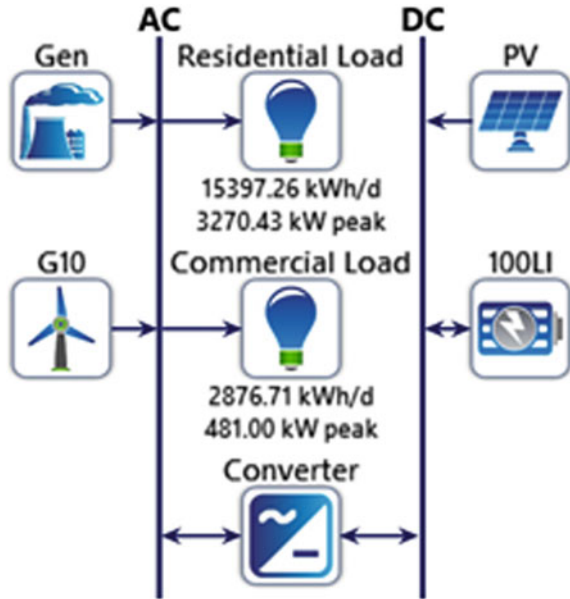 AC DC
Gen Residential Load PV
15397.26 kWh/d
3270.43 kW peak
G10 Commercial Load 100LI
2876.71 kWh/d
481.00 kW peak
Converter